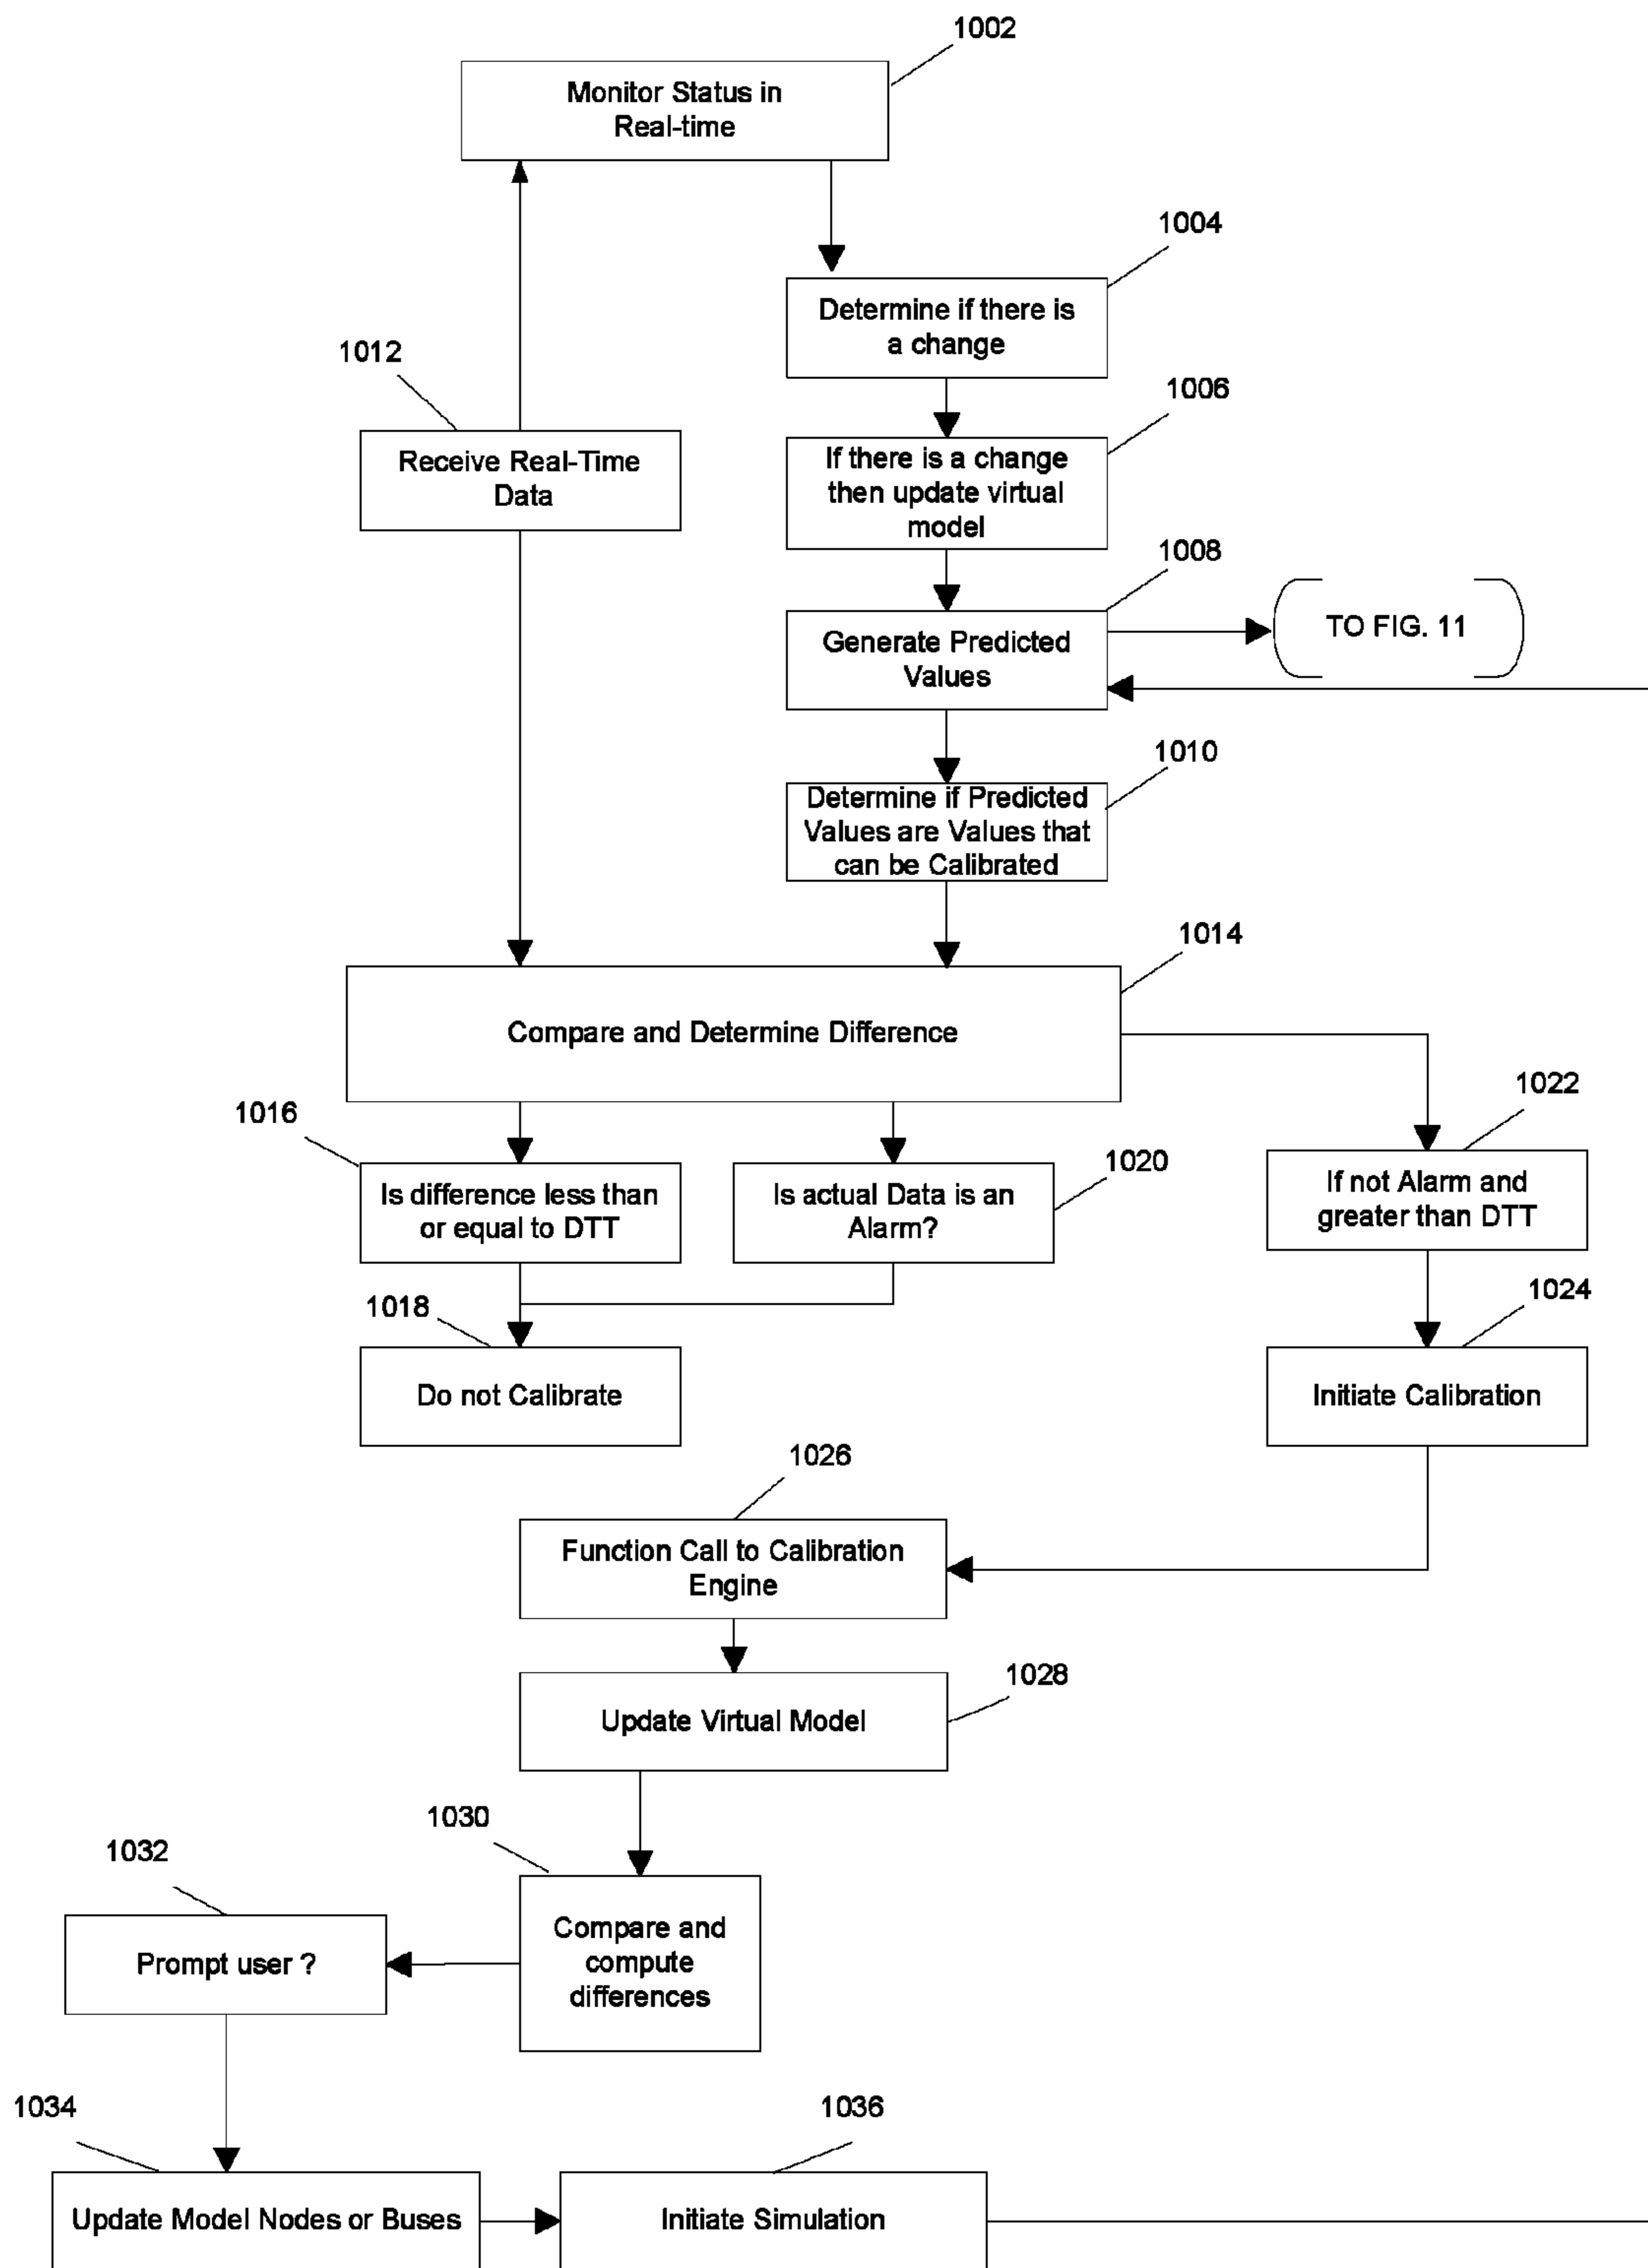 1002
Monitor Status in
Real-time
1004
Determine if there is
a change
1012
Receive Real-Time
Data
1006
If there is a change
then update virtual
model
1008
Generate Predicted
Values
TO FIG. 11
1010
Determine if Predicted
Values are Values that
can be Calibrated
1014
Compare and Determine Difference
1016
Is difference less than
or equal to DTT
1020
Is actual Data is an
Alarm?
1022
If not Alarm and
greater than DTT
1018
Do not Calibrate
1024
Initiate Calibration
1026
Function Call to Calibration
Engine
1028
Update Virtual Model
1030
Compare and
compute
differences
1032
Prompt user ?
1034
Update Model Nodes or Buses
1036
Initiate Simulation